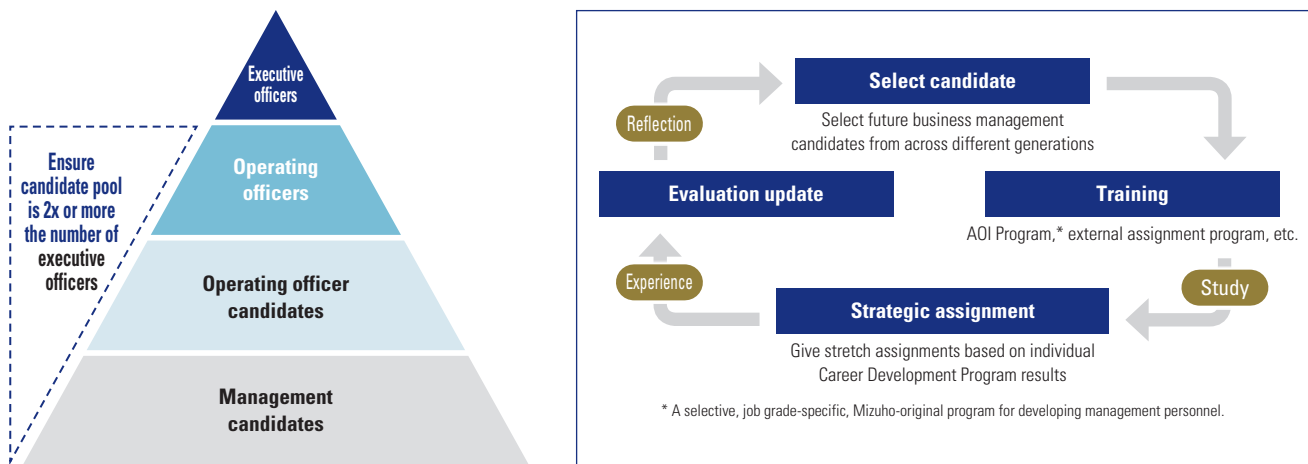 Executive
officers
Operating
officers
Operating officer
candidates
Management
candidates
Ensure
candidate pool
is 2x or more
the number of
executive
officers
Select candidate
Select future business management
candidates from across different generations
Training
AOI Program,* external assignment program, etc.
Study
Strategic assignment
Give stretch assignments based on individual
Career Development Program results
Experience
Evaluation update
Reflection
* A selective, job grade-specific, Mizuho-original program for developing management personnel.